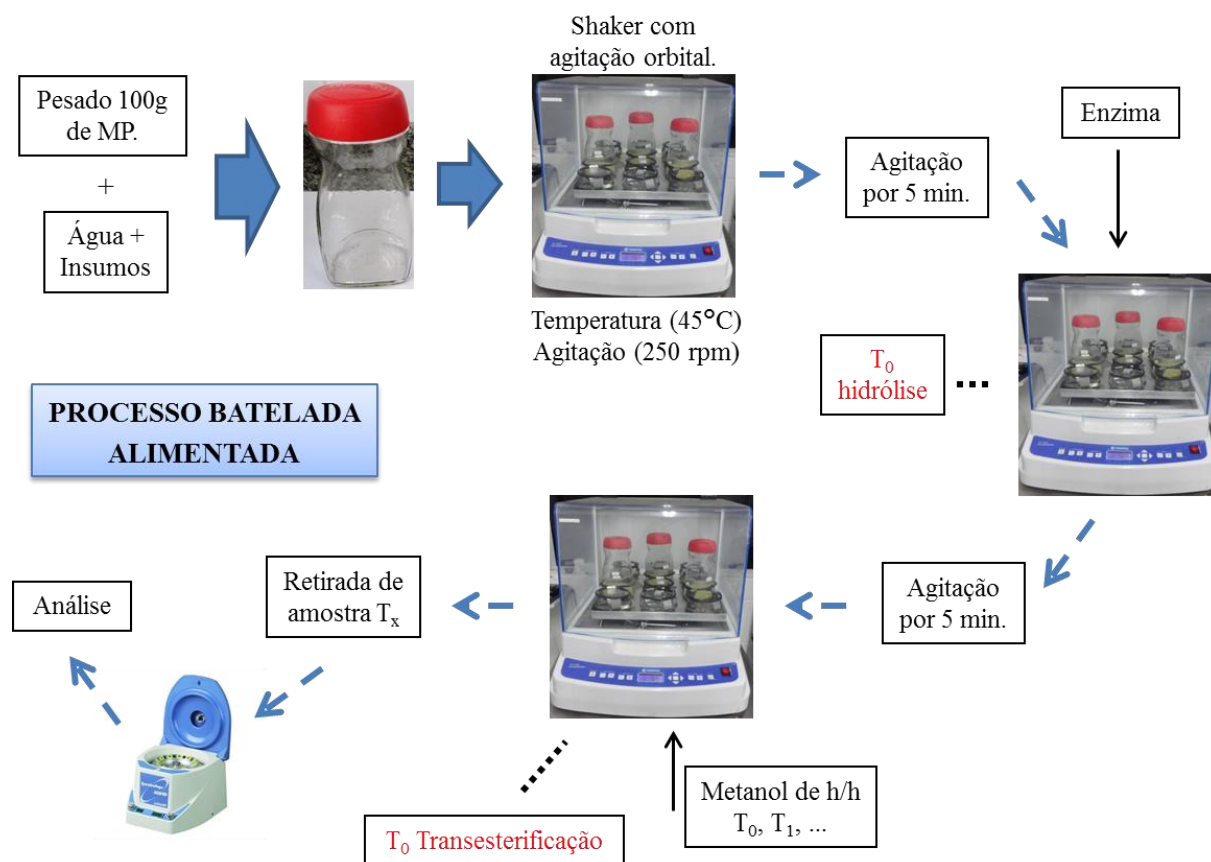 Shaker com
agitação orbital.
Pesado 100g
de MP.
+
Água +
Insumos
Enzima
Agitação
por 5 min.
Temperatura (45°C)
Agitação (250 rpm)
T₀
hidrólise
PROCESSO BATELADA
ALIMENTADA
Retirada de
amostra Tₓ
Análise
Agitação
por 5 min.
Metanol de h/h
T₀, T₁, ...
T₀ Transesterificação